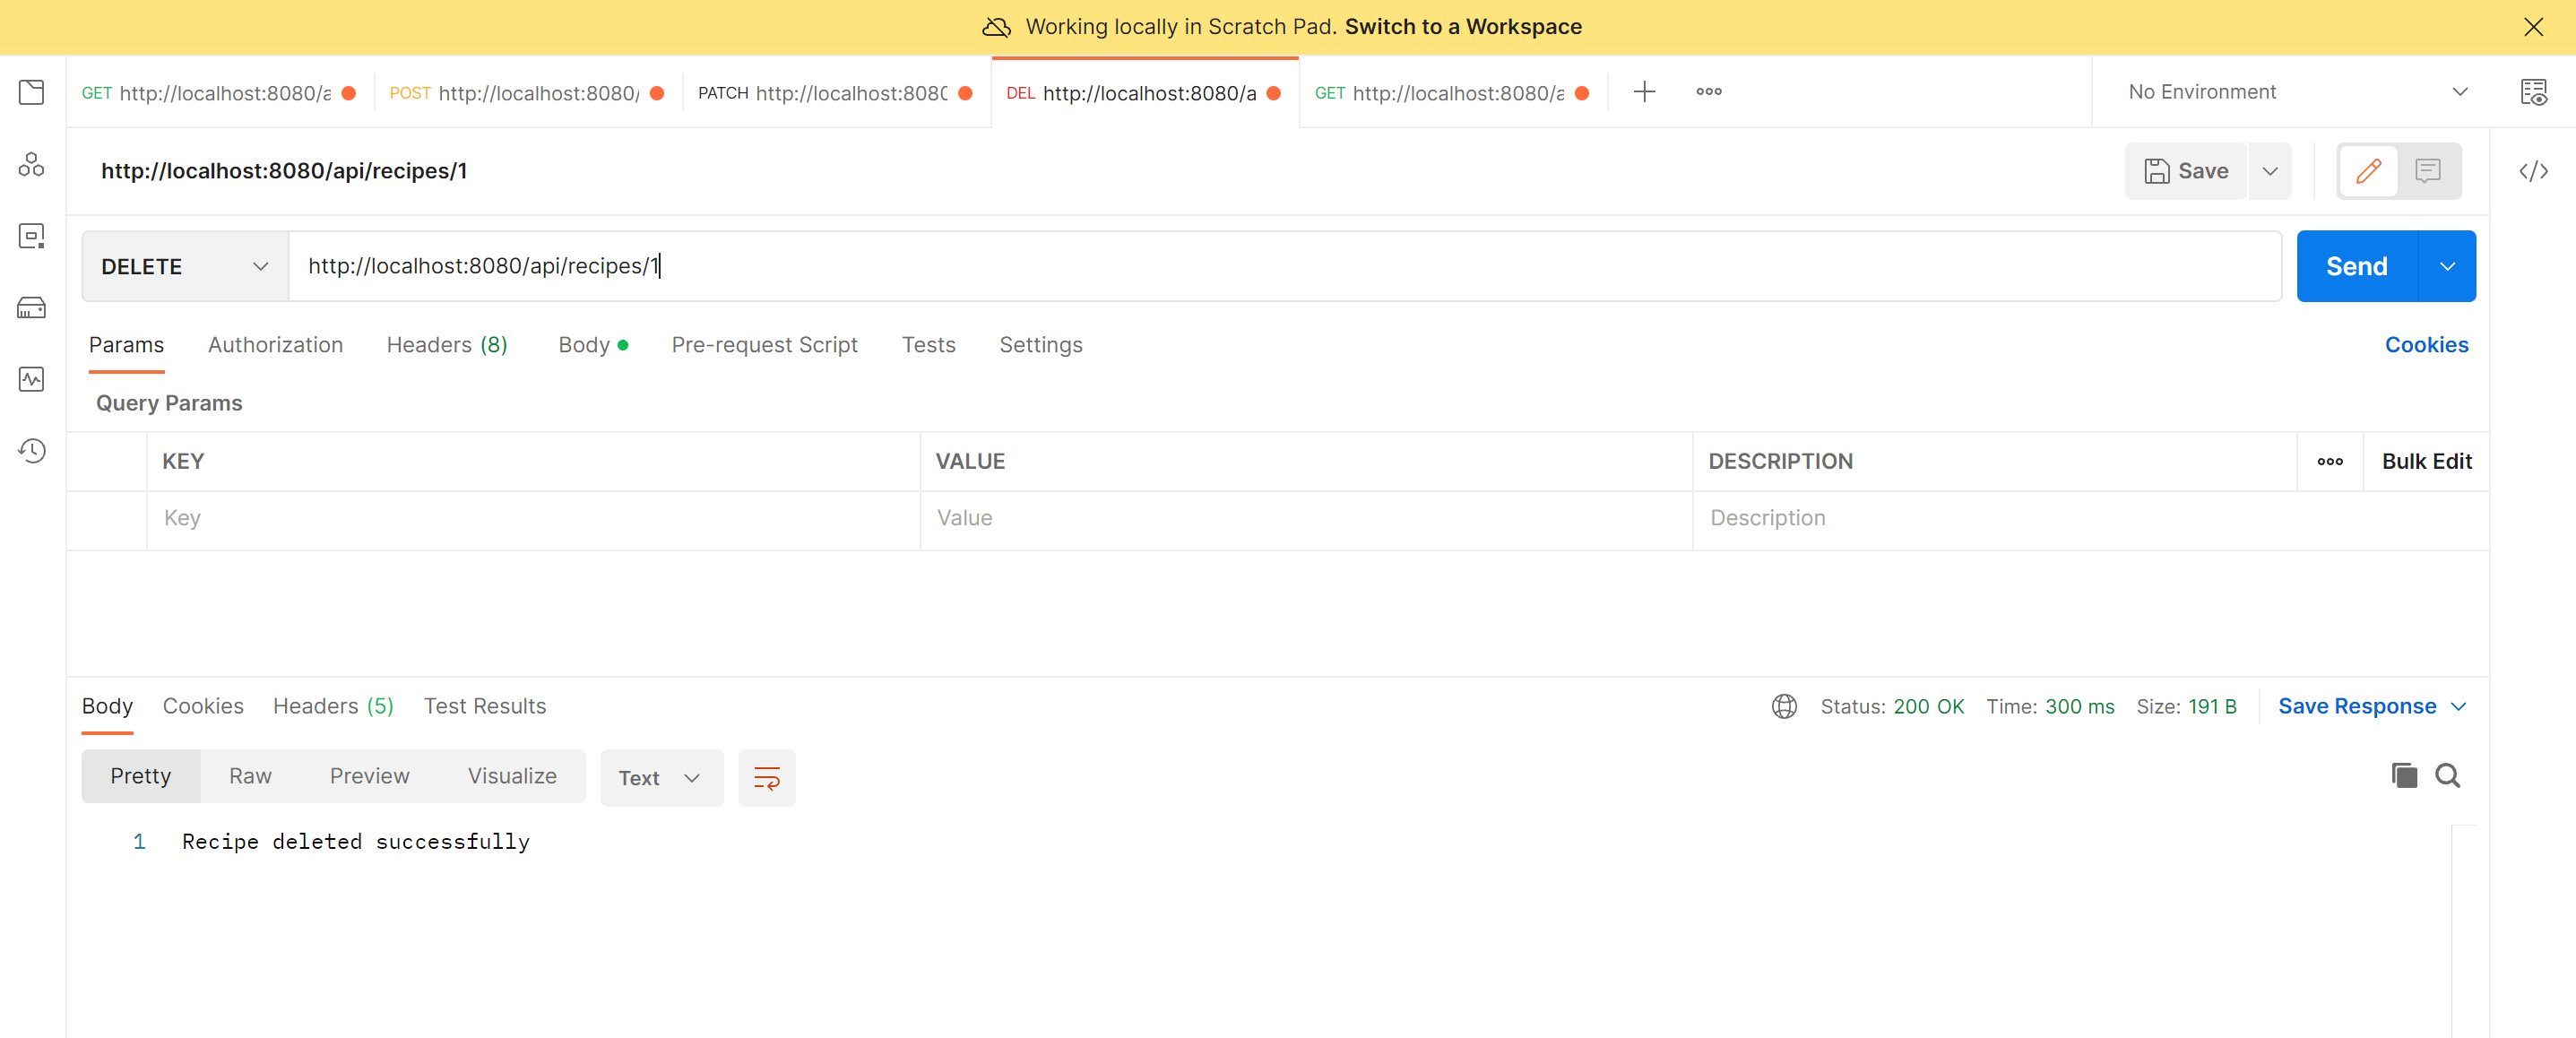 Working locally in Scratch Pad. Switch to a Workspace
GET http://localhost:8080/a
POST http://localhost:8080/
PATCH http://localhost:808
DEL http://localhost:8080/a
GET http://localhost:8080/a
No Environment
http://localhost:8080/api/recipes/1
Save
DELETE
http://localhost:8080/api/recipes/1
Send
Params Authorization Headers (8) Body Pre-request Script Tests Settings
Cookies
Query Params
KEY VALUE DESCRIPTION
Bulk Edit
Key Value Description
Body Cookies Headers (5) Test Results
Status: 200 OK Time: 300 ms Size: 191 B
Save Response
Pretty Raw Preview Visualize
Text
1 Recipe deleted successfully